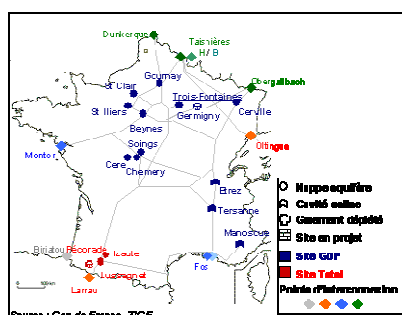 Dunkerque
Taisnières
H / B
Gournay
Obergailbach
St Clair
Trois-Fontaines
St Illiers
Germigny
Cerville
Beynes
Soings
Oltingue
Montoir
Cere
Chemery
Etrez
Tersanne
Manosque
Biriatou
Pécorade
Izaute
Lussagnet
Fos
Larrau
Nappe aquifère
Cavité saline
Gisement déplété
Site en projet
Site GDF
Site Total
Points d'interconnexion
Source : Gaz de France, TIGF